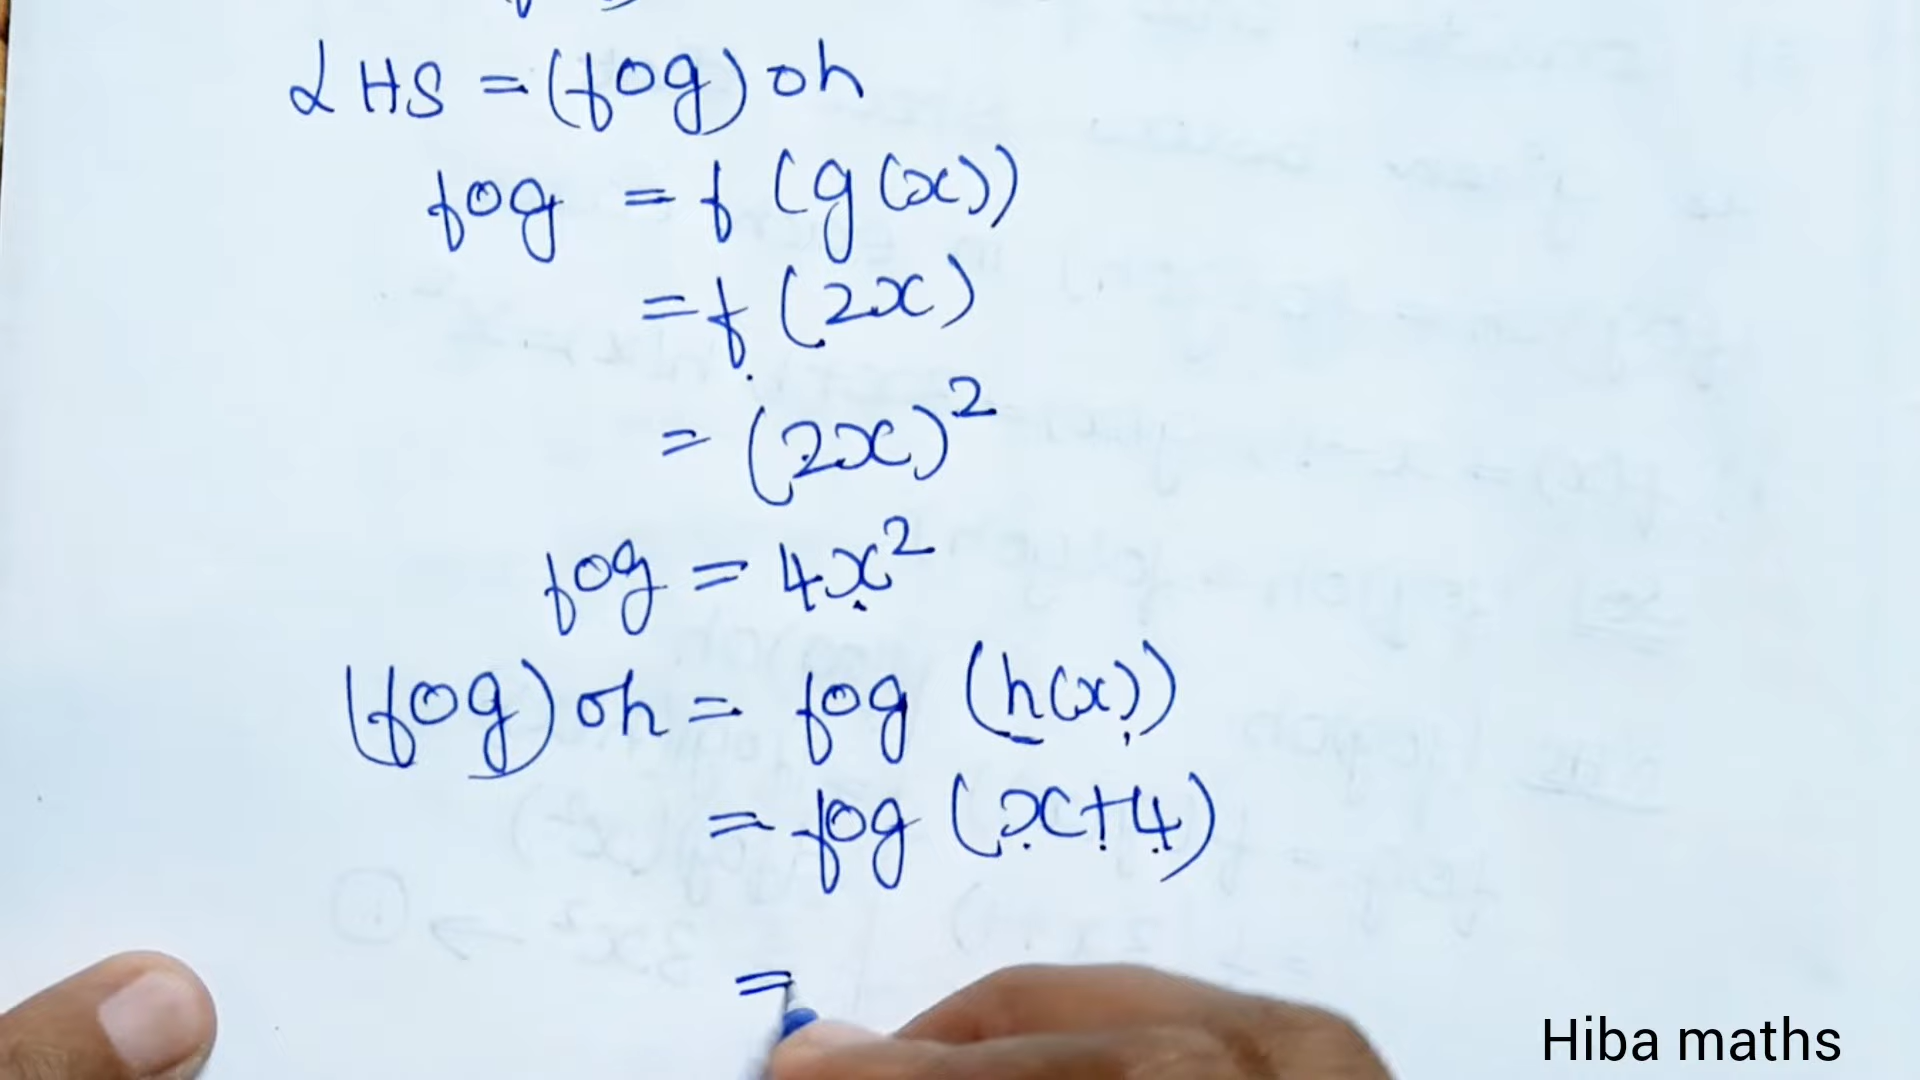 LHS = (fog) oh
fog = f (g(x))
= f (2x)
= (2x)²
fog = 4x²
(fog) oh = fog (h(x))
= fog (x+4)
=
Hiba maths